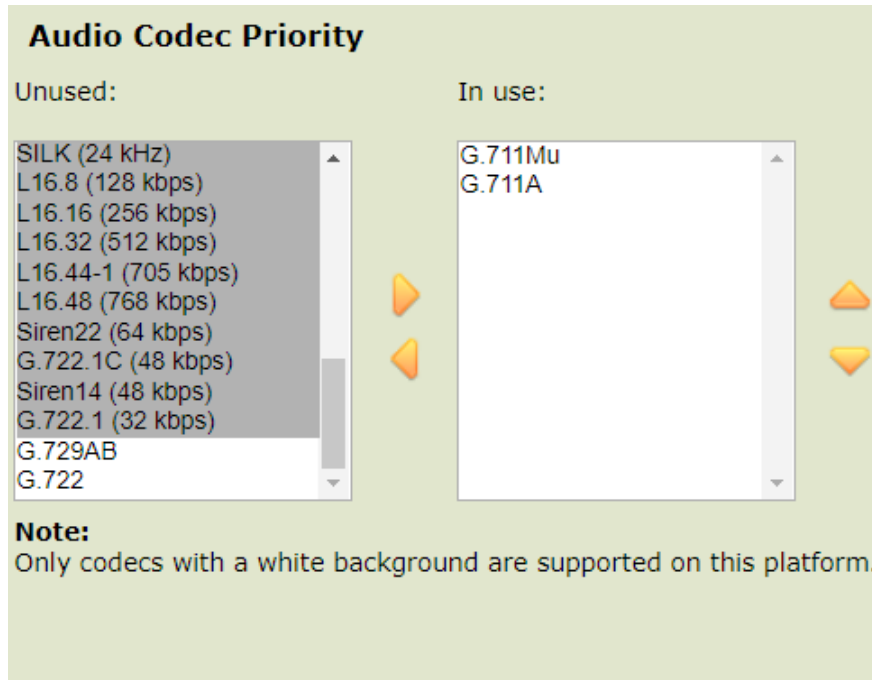 Audio Codec Priority
Unused:
In use:
SILK (24 kHz)
L16.8 (128 kbps)
L16.16 (256 kbps)
L16.32 (512 kbps)
L16.44-1 (705 kbps)
L16.48 (768 kbps)
Siren22 (64 kbps)
G.722.1C (48 kbps)
Siren14 (48 kbps)
G.722.1 (32 kbps)
G.729AB
G.722
G.711Mu
G.711A
Note:
Only codecs with a white background are supported on this platform.